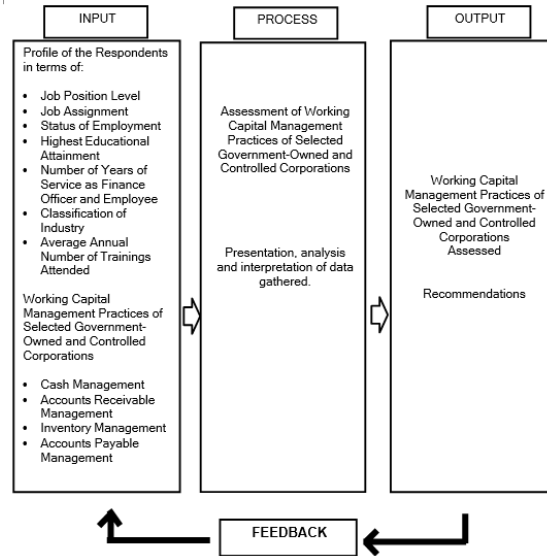 INPUT
Profile of the Respondents
in terms of:
• Job Position Level
• Job Assignment
• Status of Employment
• Highest Educational
Attainment
• Number of Years of
Service as Finance
Officer and Employee
• Classification of
Industry
• Average Annual
Number of Trainings
Attended
Working Capital
Management Practices of
Selected Government-
Owned and Controlled
Corporations
• Cash Management
• Accounts Receivable
Management
• Inventory Management
• Accounts Payable
Management
PROCESS
Assessment of Working
Capital Management
Practices of Selected
Government-Owned and
Controlled Corporations
Presentation, analysis
and interpretation of data
gathered.
OUTPUT
Working Capital
Management Practices of
Selected Government-
Owned and Controlled
Corporations
Assessed
Recommendations
FEEDBACK